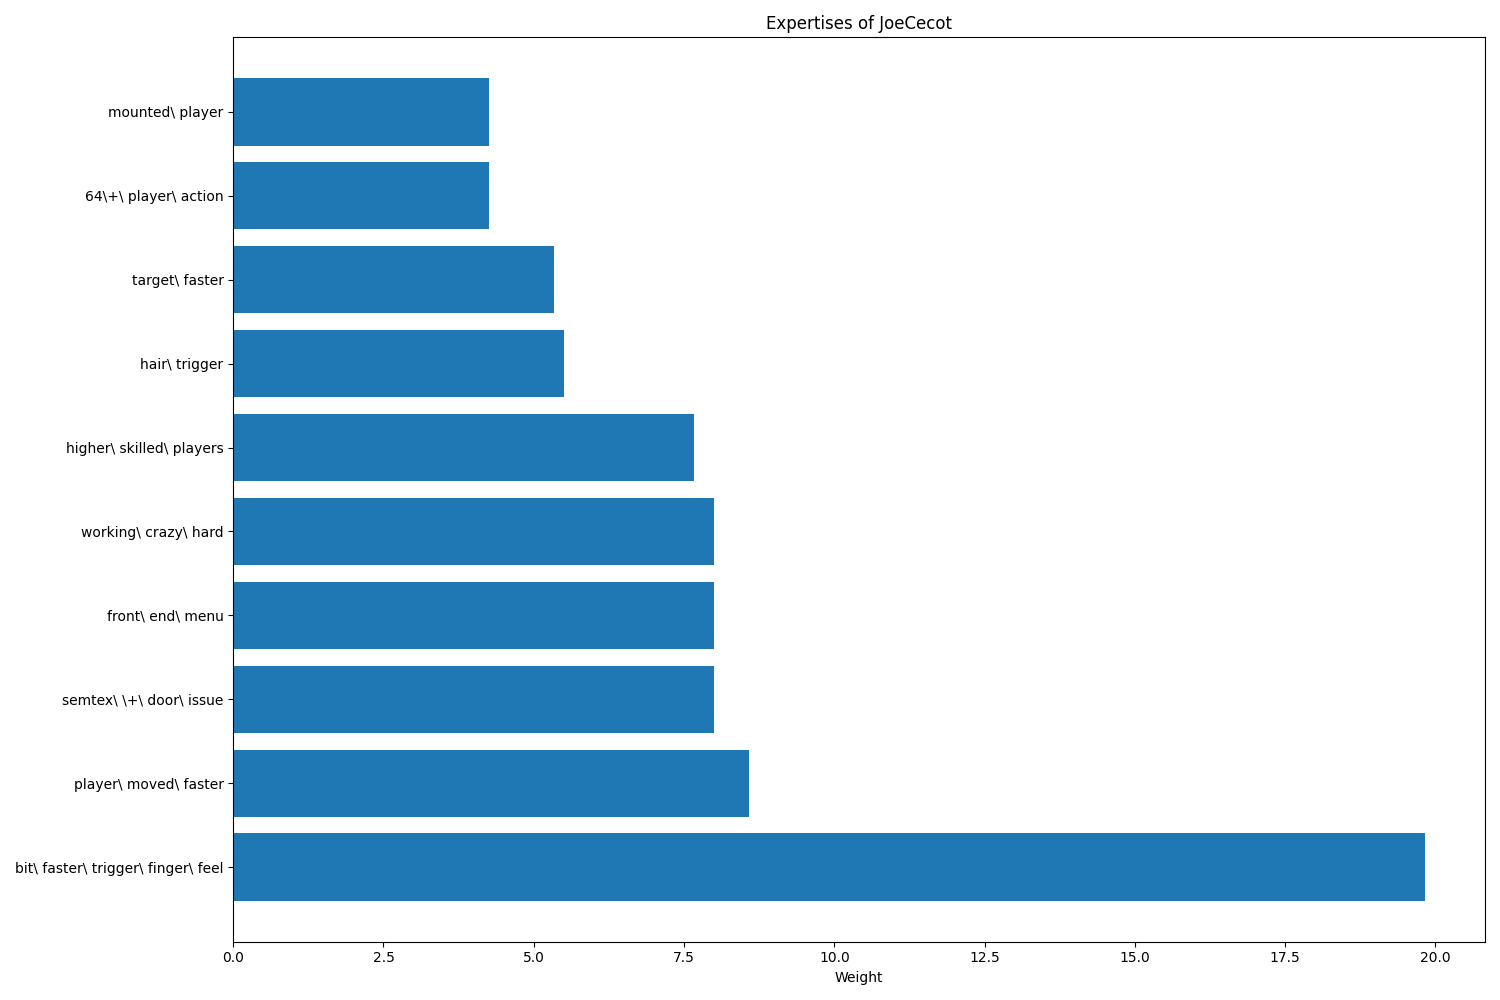 Expertises of JoeCecot
mounted\ player
64\+\ player\ action
target\ faster
hair\ trigger
higher\ skilled\ players
working\ crazy\ hard
front\ end\ menu
semtex\ \+\ door\ issue
player\ moved\ faster
bit\ faster\ trigger\ finger\ feel
0.0 2.5 5.0 7.5 10.0 12.5 15.0 17.5 20.0
Weight